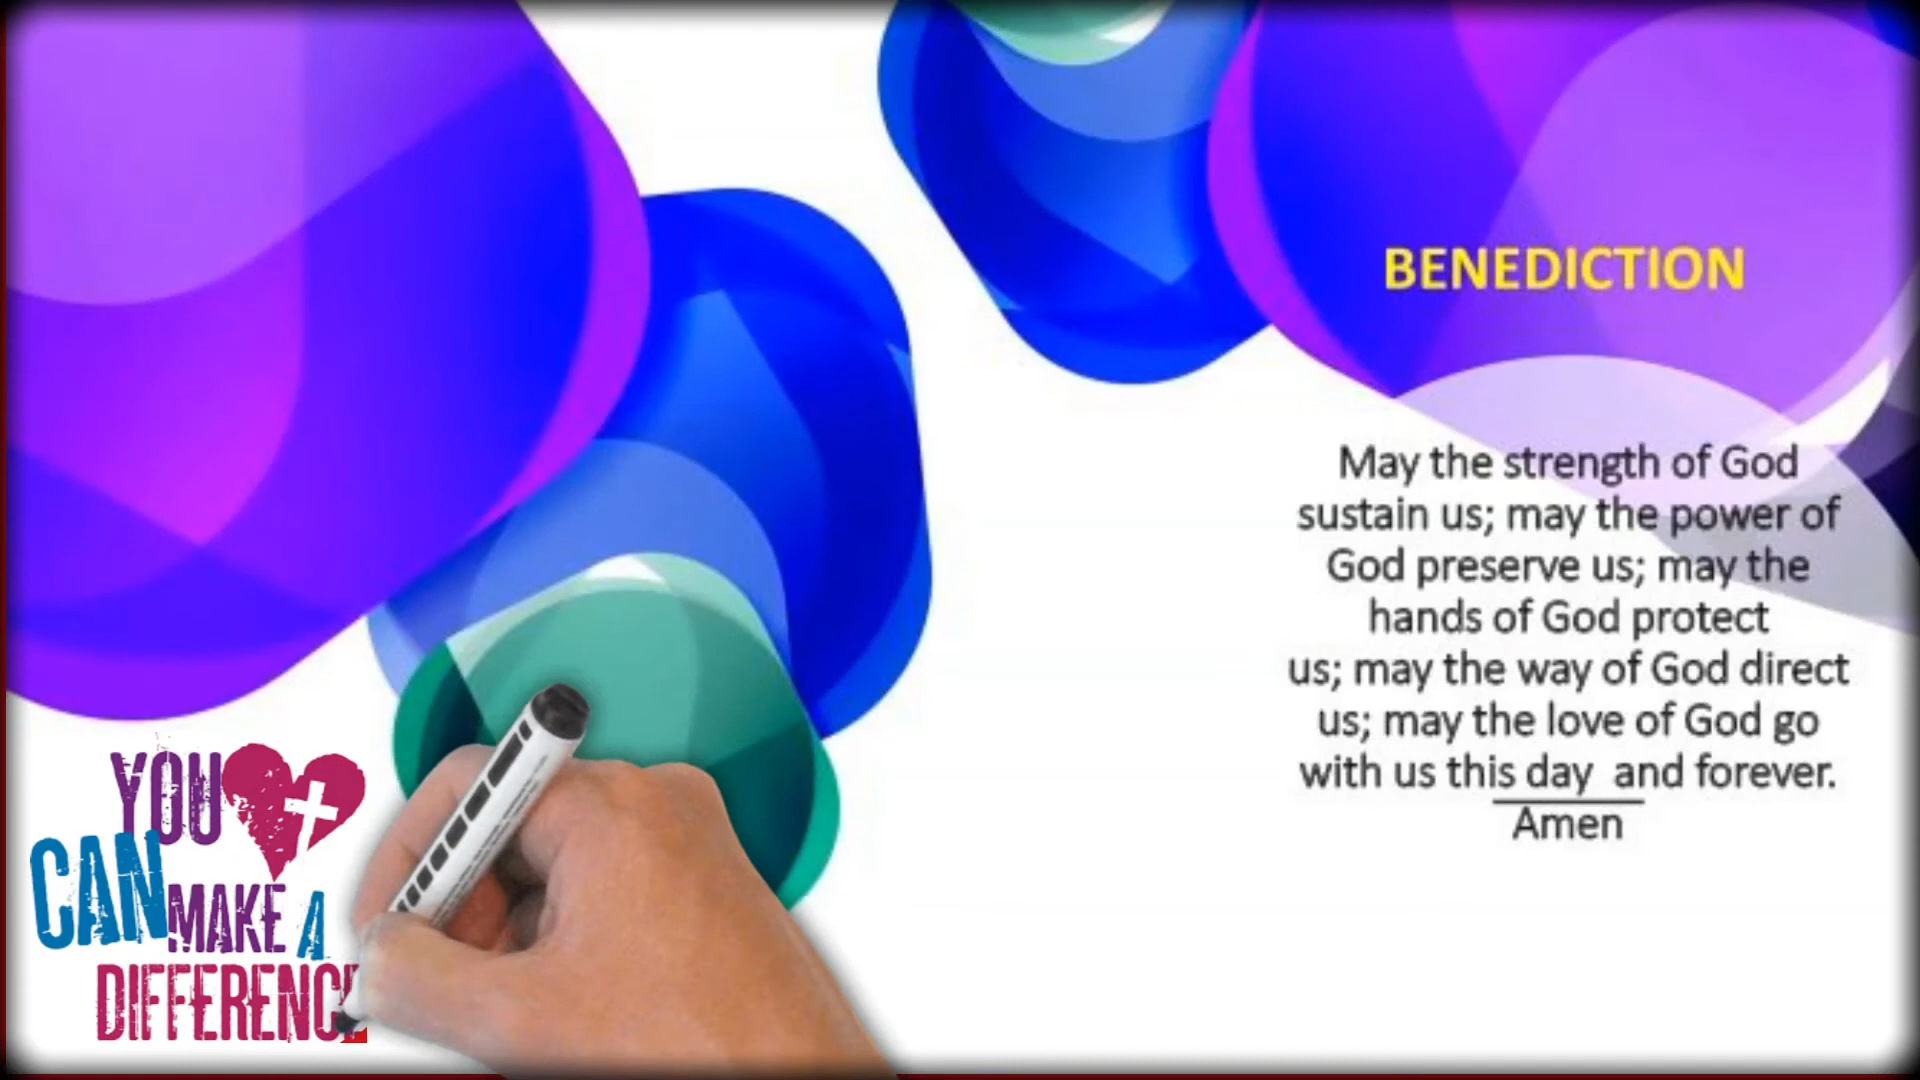 BENEDICTION
May the strength of God
sustain us; may the power of
God preserve us; may the
hands of God protect
us; may the way of God direct
us; may the love of God go
with us this day and forever.
Amen
YOU
CAN
MAKE A
DIFFERENCE